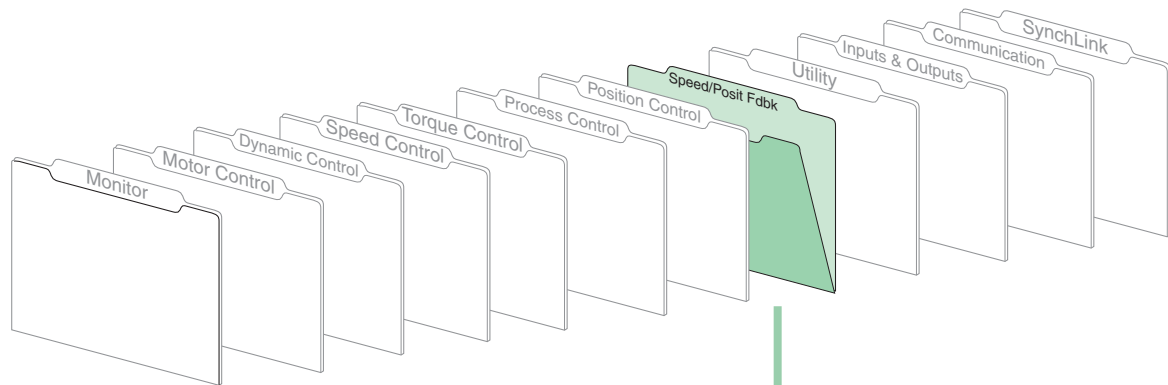 Monitor
Motor Control
Dynamic Control
Speed Control
Torque Control
Process Control
Position Control
Speed/Posit Fdbk
Utility
Inputs & Outputs
Communication
SynchLink